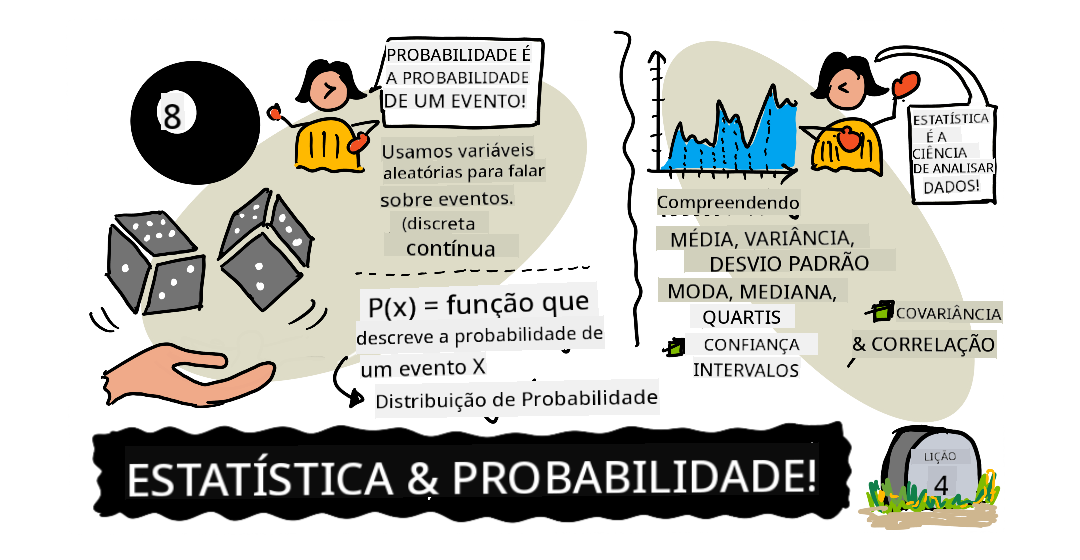 8
PROBABILIDADE É
A PROBABILIDADE
DE UM EVENTO!
Usamos variáveis
aleatórias para falar
sobre eventos.
(discreta
contínua
P(x) = função que
descreve a probabilidade de
um evento X
Distribuição de Probabilidade
ESTATÍSTICA
É A
CIÊNCIA
DE ANALISAR
DADOS!
Compreendendo
MÉDIA, VARIÂNCIA,
DESVIO PADRÃO
MODA, MEDIANA,
QUARTIS
CONFIANÇA
INTERVALOS
COVARIÂNCIA
& CORRELAÇÃO
ESTATÍSTICA & PROBABILIDADE!
LIÇÃO
4